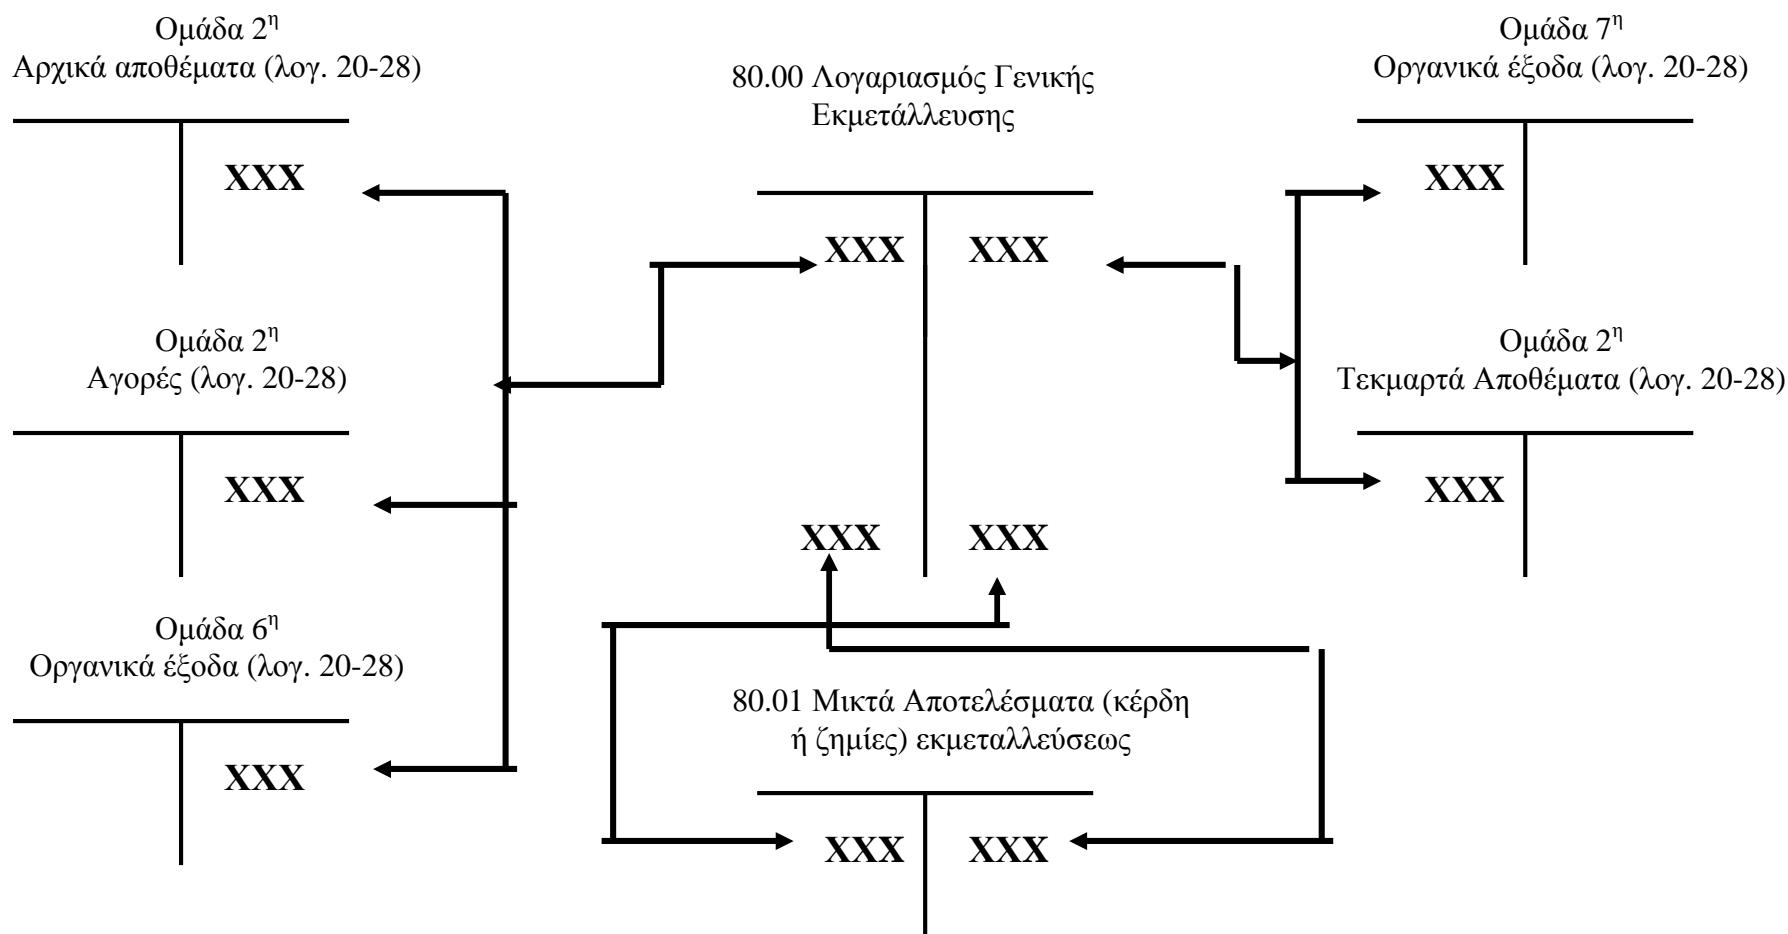 Ομάδα 2η
Αρχικά αποθέματα (λογ. 20-28)
XXX
Ομάδα 2η
Αγορές (λογ. 20-28)
XXX
Ομάδα 6η
Οργανικά έξοδα (λογ. 20-28)
XXX
80.00 Λογαριασμός Γενικής
Εκμετάλλευσης
XXX XXX
XXX XXX
80.01 Μικτά Αποτελέσματα (κέρδη
ή ζημίες) εκμεταλλεύσεως
XXX XXX
Ομάδα 7η
Οργανικά έξοδα (λογ. 20-28)
XXX
Ομάδα 2η
Τεκμαρτά Αποθέματα (λογ. 20-28)
XXX